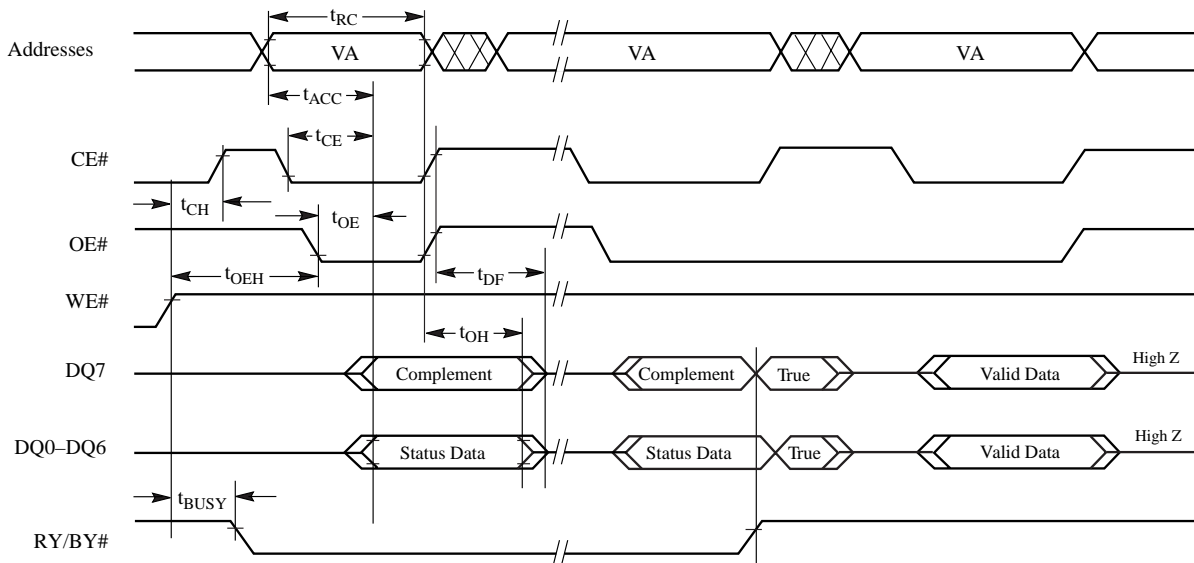 tRC
Addresses VA VA VA
tACC
tCE
CE#
tCH tOE
OE#
tOEH tDF
WE#
tOH
DQ7 Complement Complement True Valid Data High Z
DQ0–DQ6 Status Data Status Data True Valid Data High Z
tBUSY
RY/BY#